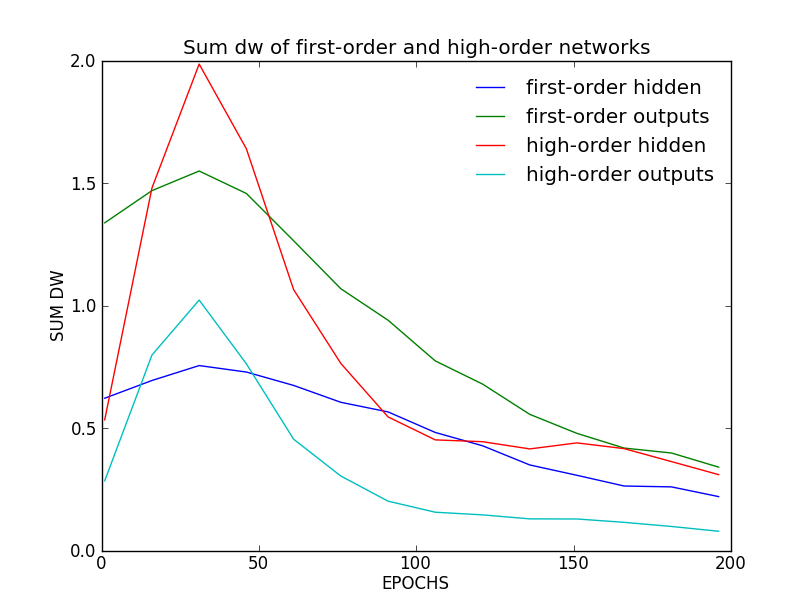 Sum dw of first-order and high-order networks
2.0
1.5
1.0
0.5
0.0
SUM DW
first-order hidden
first-order outputs
high-order hidden
high-order outputs
0 50 100 150 200
EPOCHS